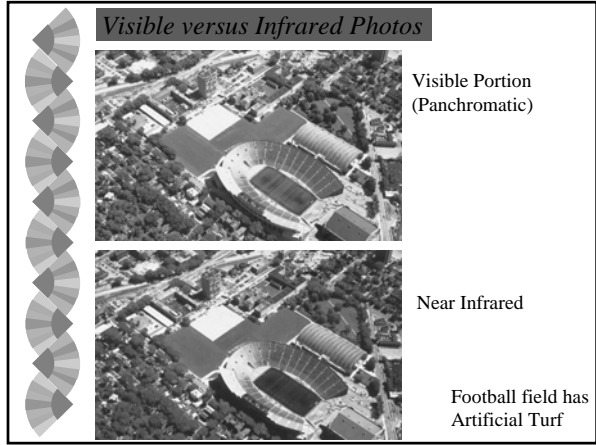 Visible versus Infrared Photos
Visible Portion
(Panchromatic)
Near Infrared
Football field has
Artificial Turf